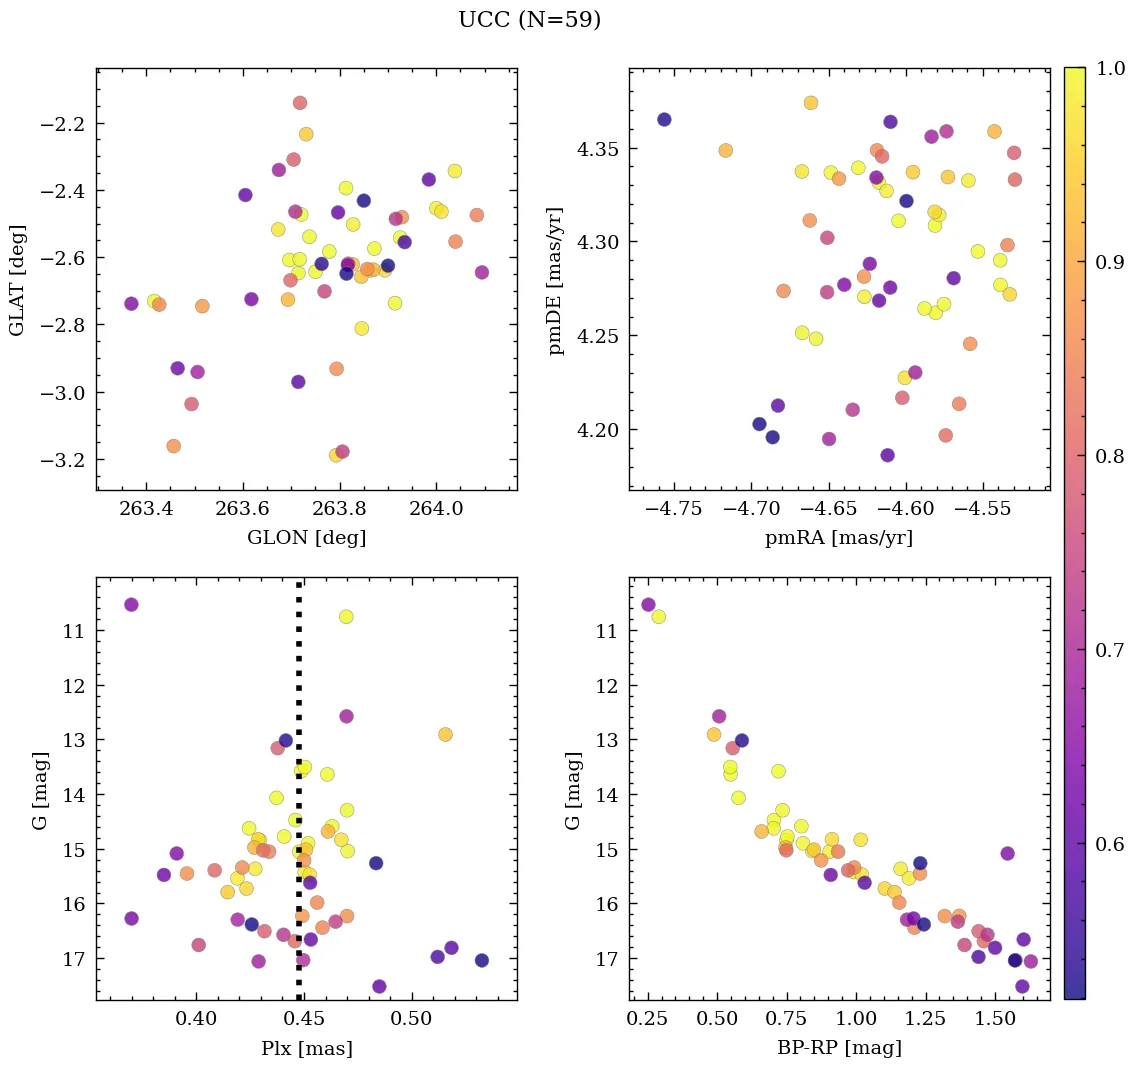 UCC (N=59)
−2.2
−2.4
−2.6
−2.8
−3.0
−3.2
GLAT [deg]
263.4 263.6 263.8 264.0
GLON [deg]
4.35
4.30
4.25
4.20
pmDE [mas/yr]
−4.75 −4.70 −4.65 −4.60 −4.55
pmRA [mas/yr]
11
12
13
14
15
16
17
G [mag]
0.40 0.45 0.50
Plx [mas]
11
12
13
14
15
16
17
G [mag]
0.25 0.50 0.75 1.00 1.25 1.50
BP-RP [mag]
1.0
0.9
0.8
0.7
0.6